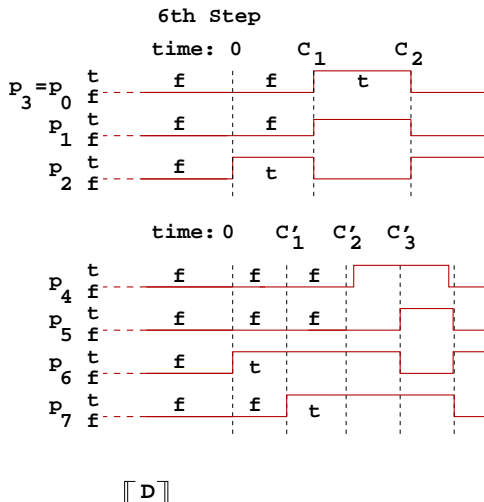 6th Step
time: 0 C1 C2
p3=p0 t f f f t
p1 t f f f
p2 t f f t
time: 0 C'1 C'2 C'3
p4 t f f f f
p5 t f f f f
p6 t f f t
p7 t f f f t
⟦D⟧